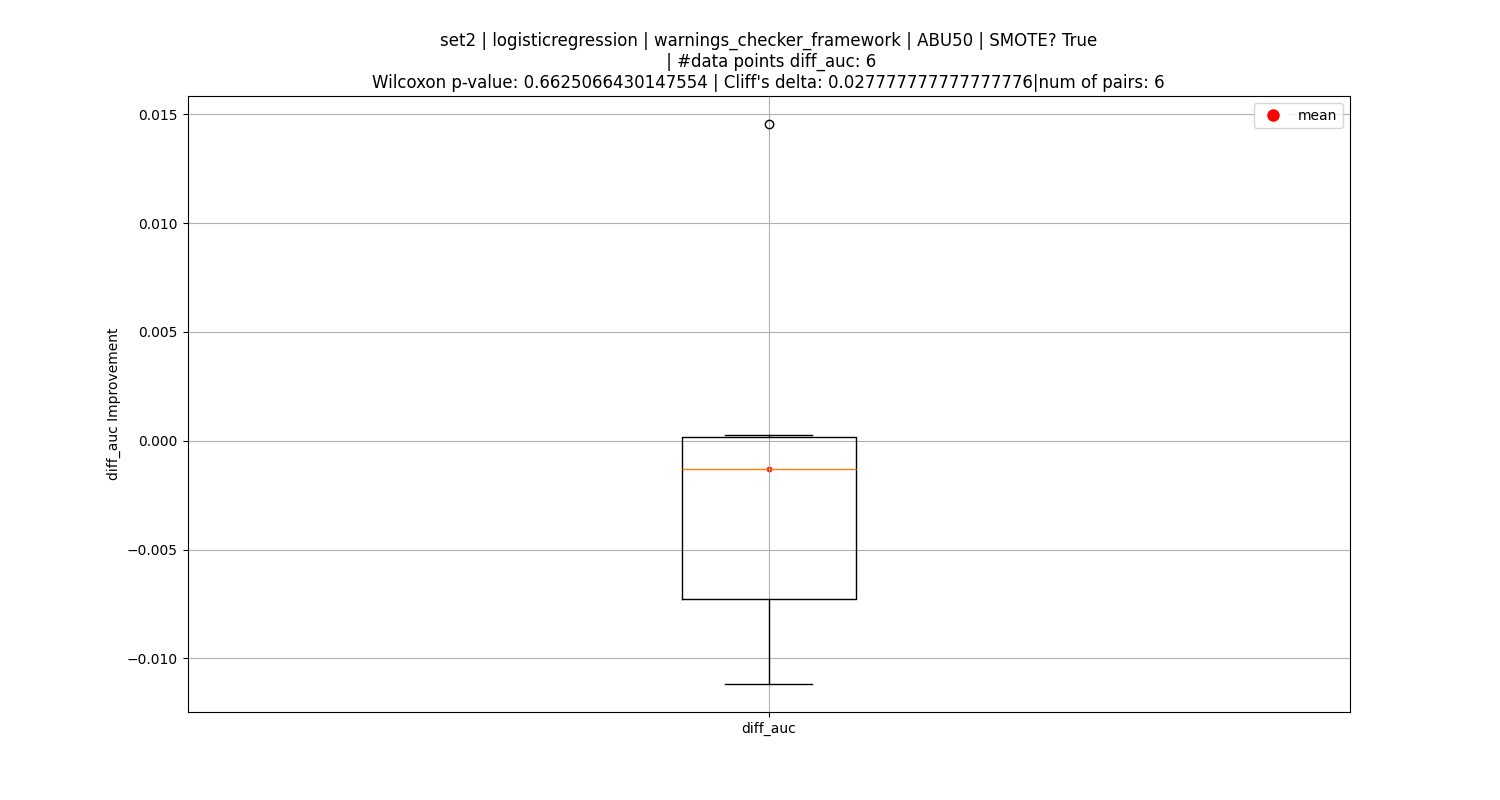 set2 | logisticregression | warnings_checker_framework | ABU50 | SMOTE? True
| #data points diff_auc: 6
Wilcoxon p-value: 0.6625066430147554 | Cliff's delta: 0.027777777777777776|num of pairs: 6
mean
0.015
0.010
0.005
0.000
−0.005
−0.010
diff_auc Improvement
diff_auc